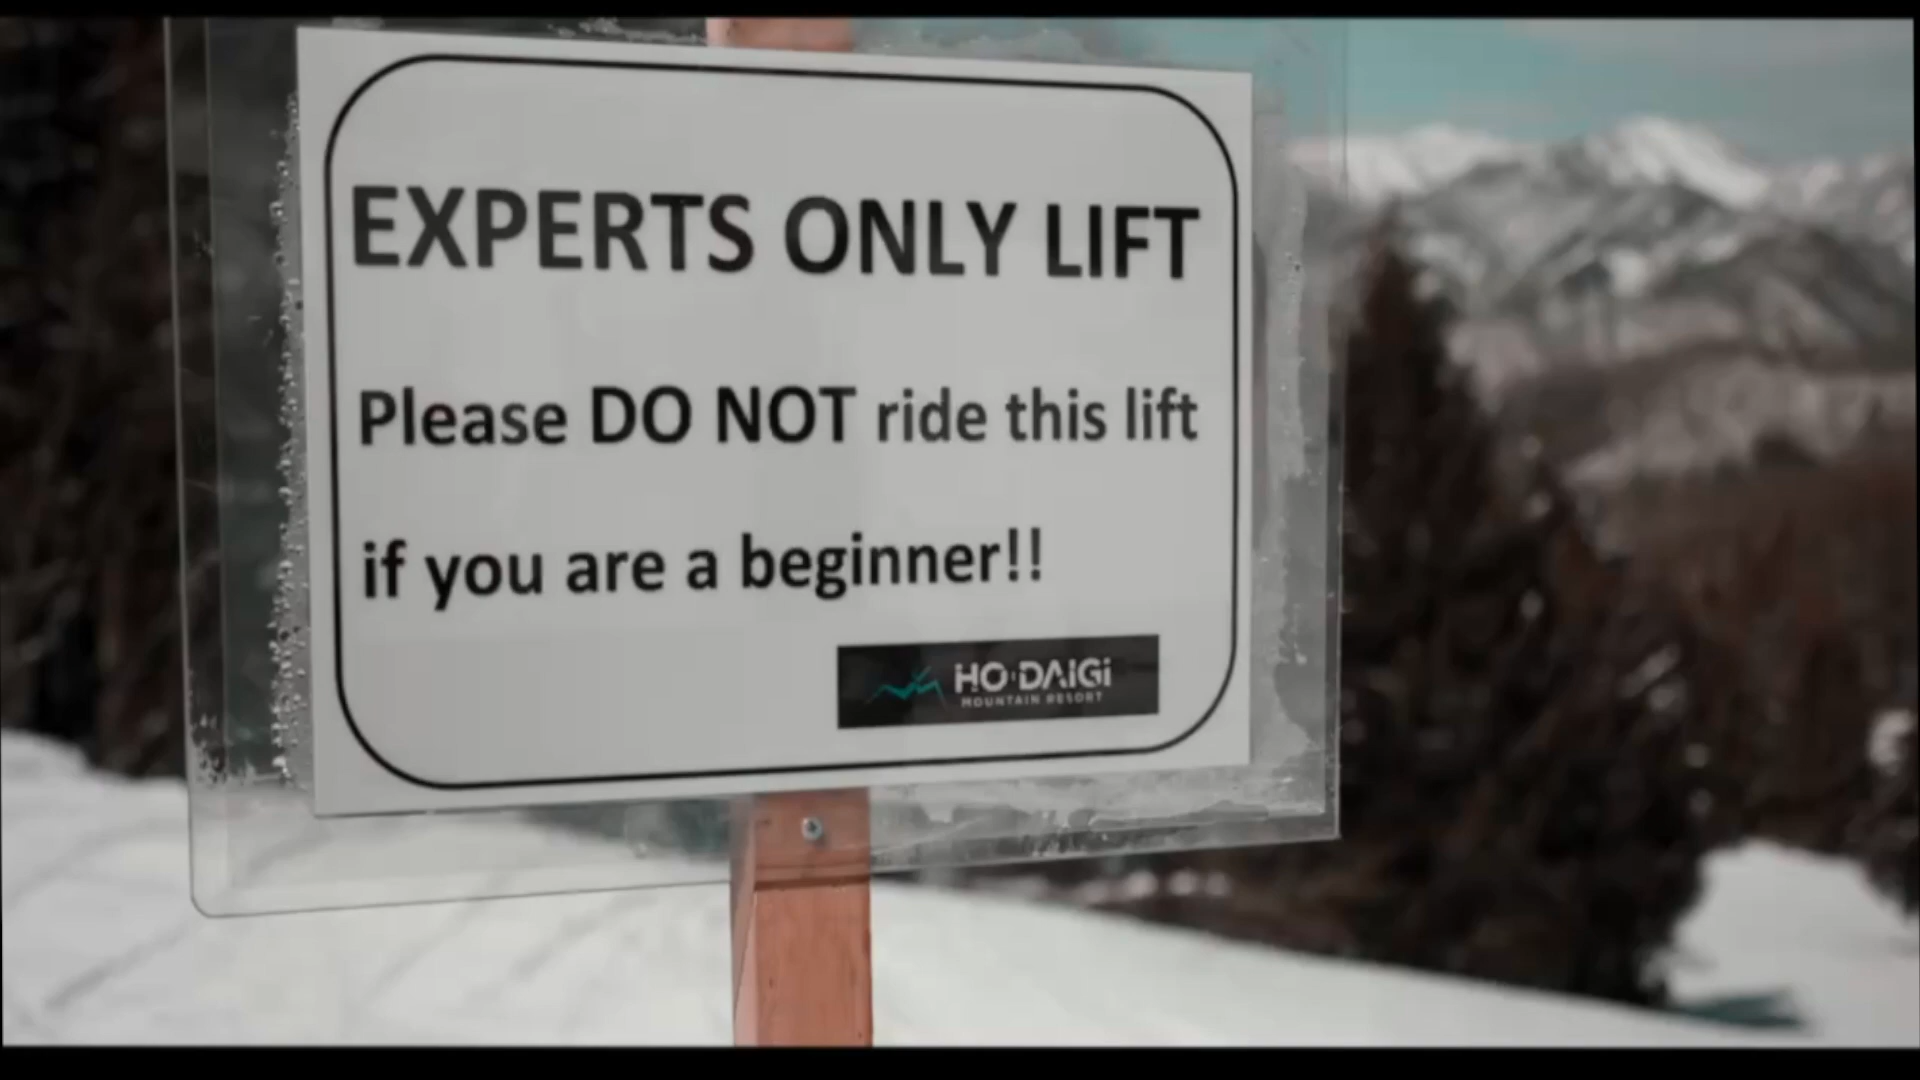 EXPERTS ONLY LIFT
Please DO NOT ride this lift
if you are a beginner!!
HO·DAIGi
MOUNTAIN RESORT